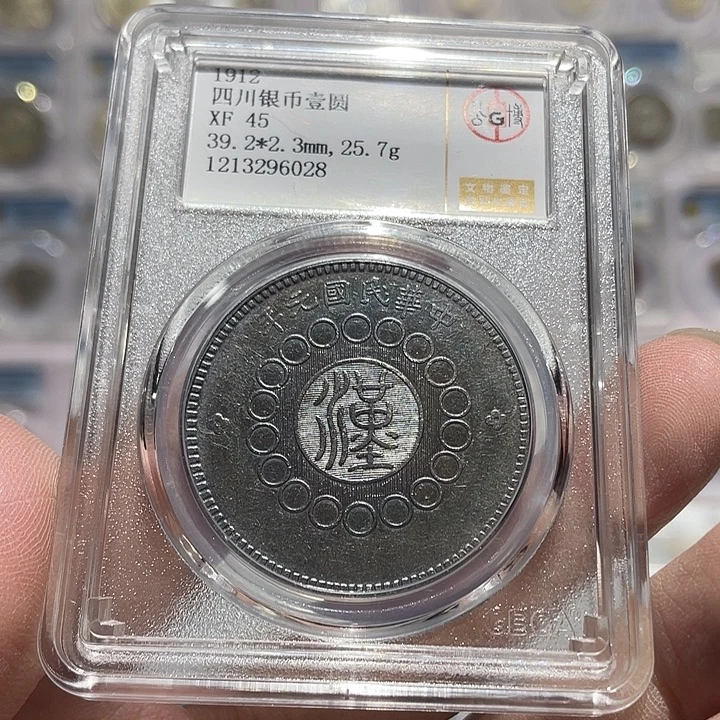 1912
四川银币壹圆
XF 45
39.2*2.3mm,25.7g
1213296028
G
文物鉴定
中華民國元年
漢